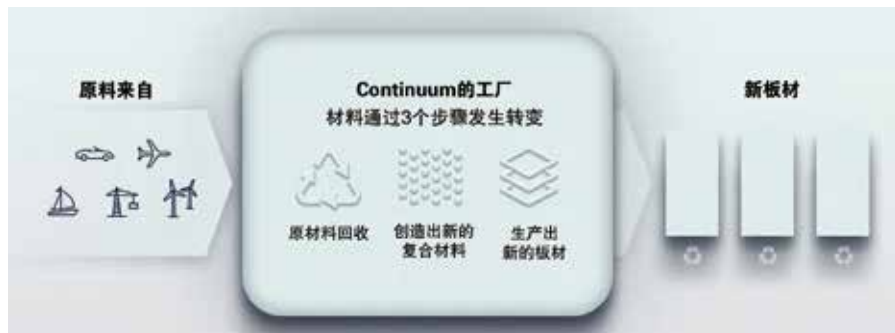 原料来自
Continuum的工厂
材料通过3个步骤发生转变
原材料回收
创造出新的
复合材料
生产出
新的板材
新板材